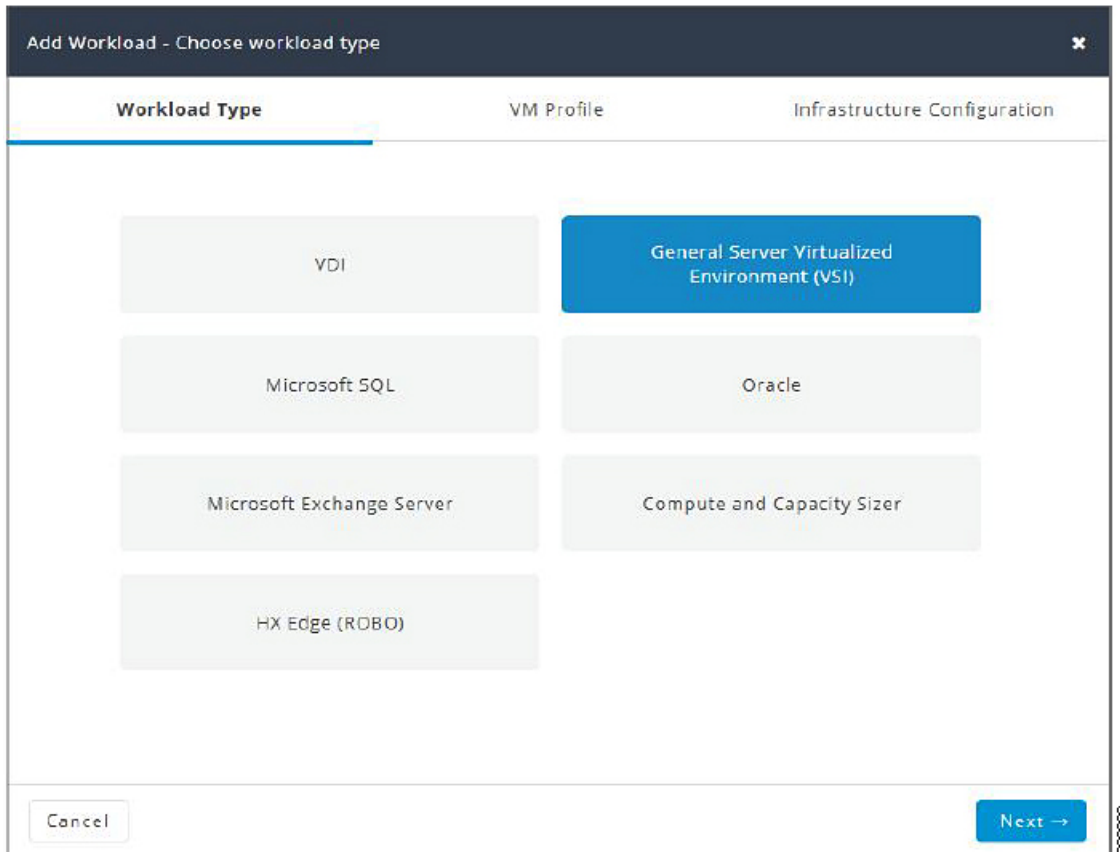 Add Workload - Choose workload type
Workload Type
VM Profile
Infrastructure Configuration
VDI
General Server Virtualized
Environment (VSI)
Microsoft SQL
Oracle
Microsoft Exchange Server
Compute and Capacity Sizer
HX Edge (ROBO)
Cancel
Next →